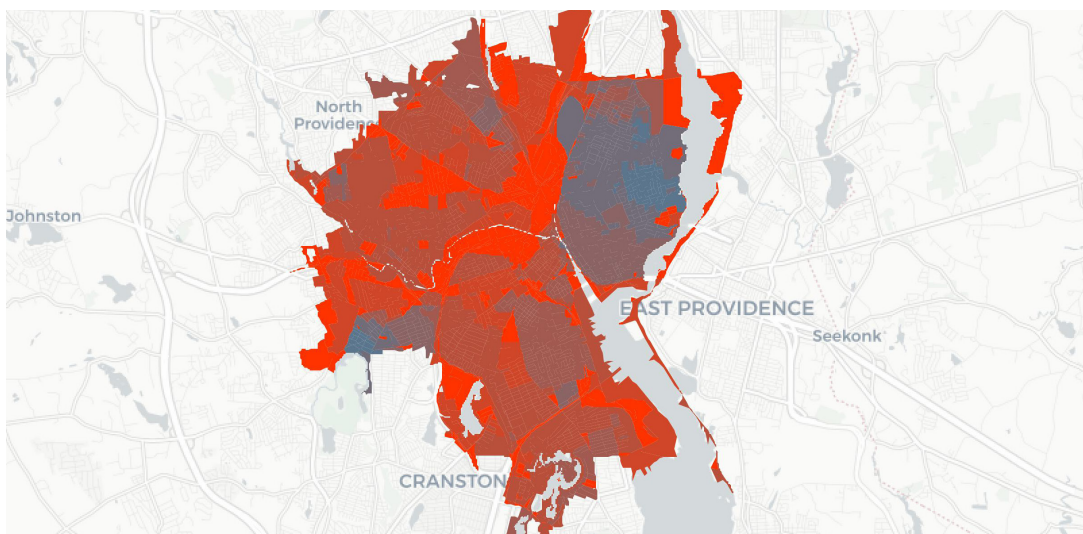 North
Providence
Johnston
EAST PROVIDENCE
Seekonk
CRANSTON